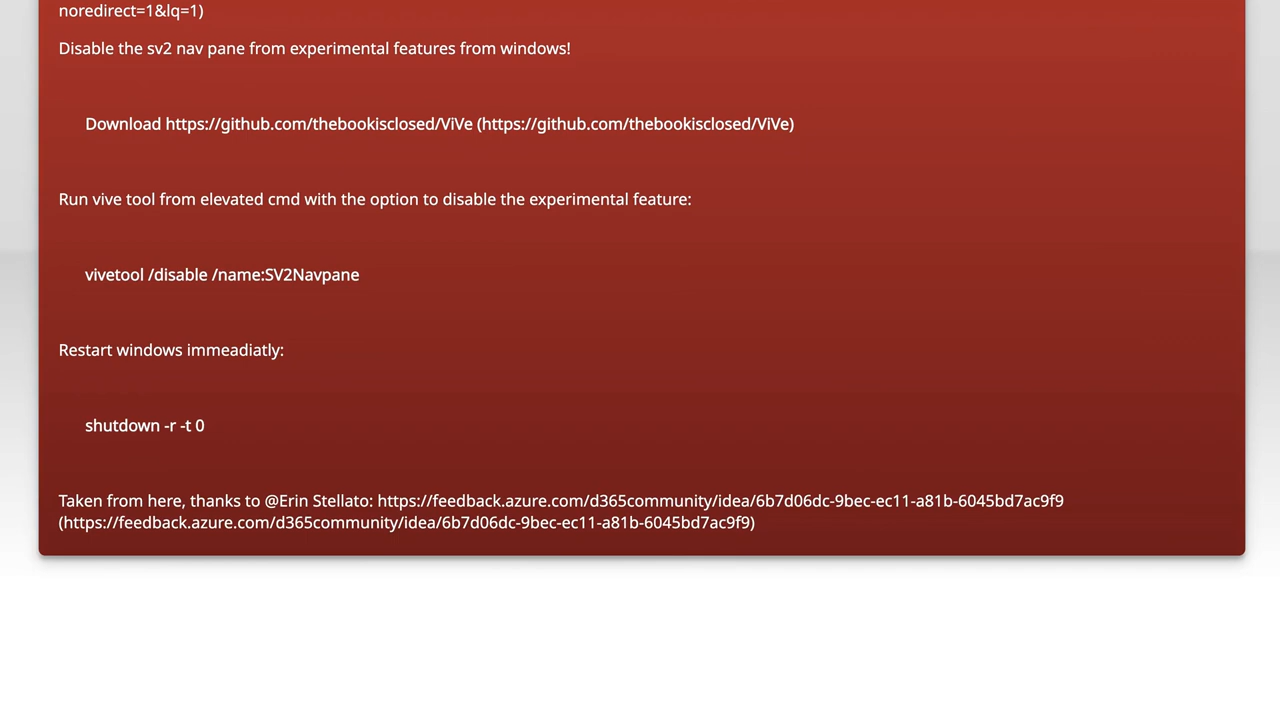 noredirect=1&lq=1)
Disable the sv2 nav pane from experimental features from windows!
Download https://github.com/thebookisclosed/ViVe (https://github.com/thebookisclosed/ViVe)
Run vive tool from elevated cmd with the option to disable the experimental feature:
vivetool /disable /name:SV2Navpane
Restart windows immeadiatly:
shutdown -r -t 0
Taken from here, thanks to @Erin Stellato: https://feedback.azure.com/d365community/idea/6b7d06dc-9bec-ec11-a81b-6045bd7ac9f9
(https://feedback.azure.com/d365community/idea/6b7d06dc-9bec-ec11-a81b-6045bd7ac9f9)